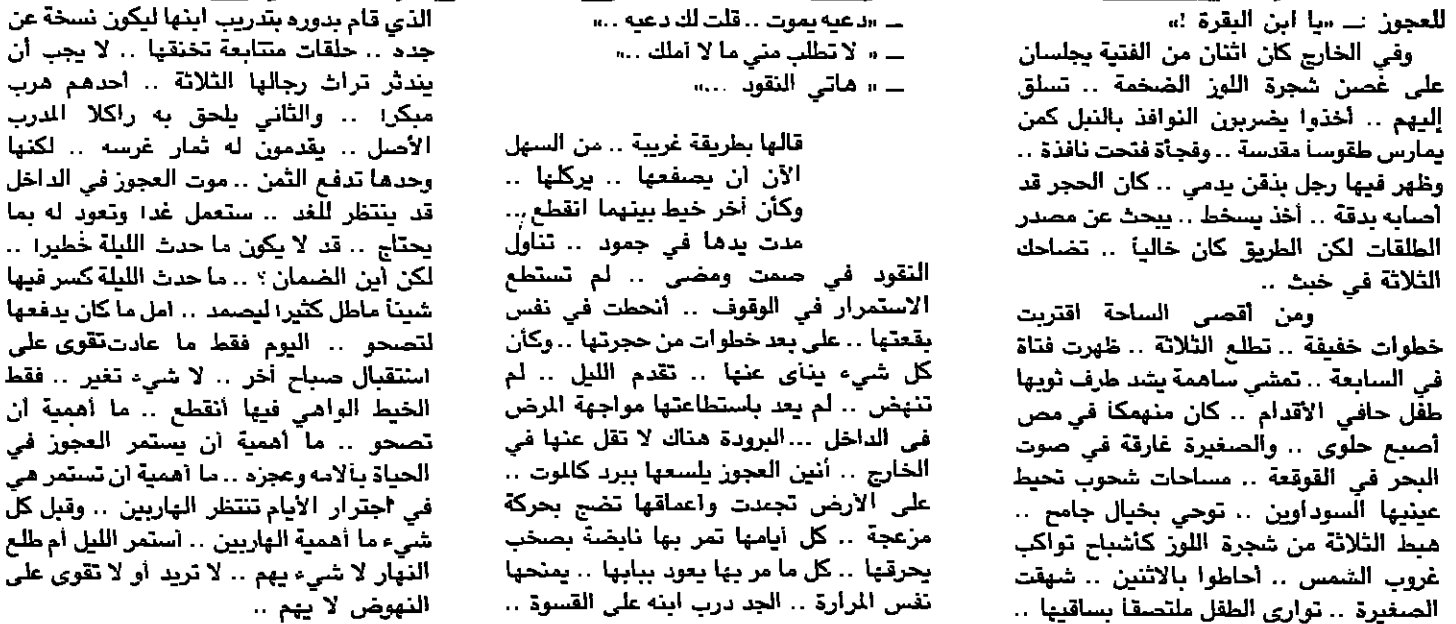 للعجوز :ـ «يا ابن البقرة !»
وفي الخارج كان اثنان من الفتية يجلسان
على غصن شجرة اللوز الضخمة .. تسلق
إليهم .. أخذوا يضربون النوافذ بالنبل كمن
يمارس طقوساً مقدسة .. وفجأة فتحت نافذة ..
وظهر فيها رجل بذقن يدمي .. كان الحجر قد
أصابه بدقة .. أخذ يسخط .. يبحث عن مصدر
الطلقات لكن الطريق كان خالياً .. تضاحك
الثلاثة في خبث ..
ومن أقصى الساحة اقتربت
خطوات خفيفة .. تطلع الثلاثة .. ظهرت فتاة
في السابعة .. تمشي ساهمة يشد طرف ثوبها
طفل حافي الأقدام .. كان منهمكاً في مص
أصبع حلوى .. والصغيرة غارقة في صوت
البحر في القوقعة .. مساحات شحوب تحيط
عينيها السوداوين .. توحي بخيال جامح ..
هبط الثلاثة من شجرة اللوز كأشباح تواكب
غروب الشمس .. أحاطوا بالاثنين .. شهقت
الصغيرة .. توارى الطفل ملتصقاً بساقيها ..
ـ «دعيه يموت .. قلت لك دعيه ..»
ـ « لا تطلب مني ما لا أملك ..»
ـ « هاتي النقود ...»
قالها بطريقة غريبة .. من السهل
الآن أن يصفعها .. يركلها ..
وكأن أخر خيط بينهما انقطع ..
مدت يدها في جمود .. تناول
النقود في صمت ومضى .. لم تستطع
الاستمرار في الوقوف .. أنحطت في نفس
بقعتها .. على بعد خطوات من حجرتها .. وكأن
كل شيء ينأى عنها .. تقدم الليل .. لم
تنهض .. لم يعد باستطاعتها مواجهة المرض
في الداخل ... البرودة هناك لا تقل عنها في
الخارج .. أنين العجوز يلسعها ببرد كالموت ..
على الأرض تجعدت وأعماقها تضج بحركة
مزعجة .. كل أيامها تمر بها نابضة بصخب
يحرقها .. كل ما مر بها يعود ببابها .. يمنحها
نفس المرارة .. الجد درب ابنه على القسوة ..
الذي قام بدوره بتدريب ابنها ليكون نسخة عن
جده .. حلقات متتابعة تخنقها .. لا يجب أن
يندثر تراث رجالها الثلاثة .. أحدهم هرب
مبكرا .. والثاني يلحق به راكلا المدرب
الأصل .. يقدمون له ثمار غرسه .. لكنها
وحدها تدفع الثمن .. موت العجوز في الداخل
قد ينتظر للغد .. ستعمل غدا وتعود له بما
يحتاج .. قد لا يكون ما حدث الليلة خطيرا ..
لكن أين الضمان ؟ .. ما حدث الليلة كسر فيها
شيئاً ماطل كثيرا ليصمد .. امل ما كان يدفعها
لتصحو .. اليوم فقط ما عادت تقوى على
استقبال صباح أخر .. لا شيء تغير .. فقط
الخيط الواهي فيها أنقطع .. ما أهمية أن
تصحو .. ما أهمية أن يستمر العجوز في
الحياة بآلامه وعجزه .. ما أهمية ان تستمر هي
في اجترار الأيام تنتظر الهاربين .. وقبل كل
شيء ما أهمية الهاربين .. أستمر الليل أم طلع
النهار لا شيء يهم .. لا تريد أو لا تقوى على
النهوض لا يهم ..